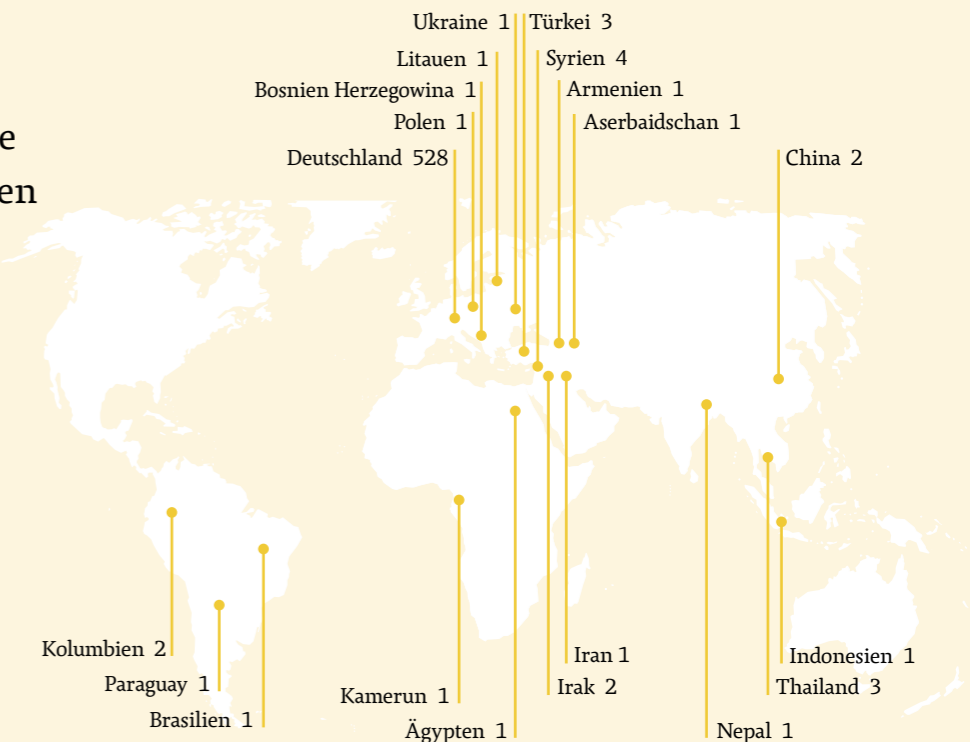 e
en
Ukraine 1
Türkei 3
Litauen 1
Syrien 4
Bosnien Herzegowina 1
Armenien 1
Polen 1
Aserbaidschan 1
Deutschland 528
China 2
Kolumbien 2
Paraguay 1
Brasilien 1
Kamerun 1
Ägypten 1
Iran 1
Irak 2
Nepal 1
Indonesien 1
Thailand 3